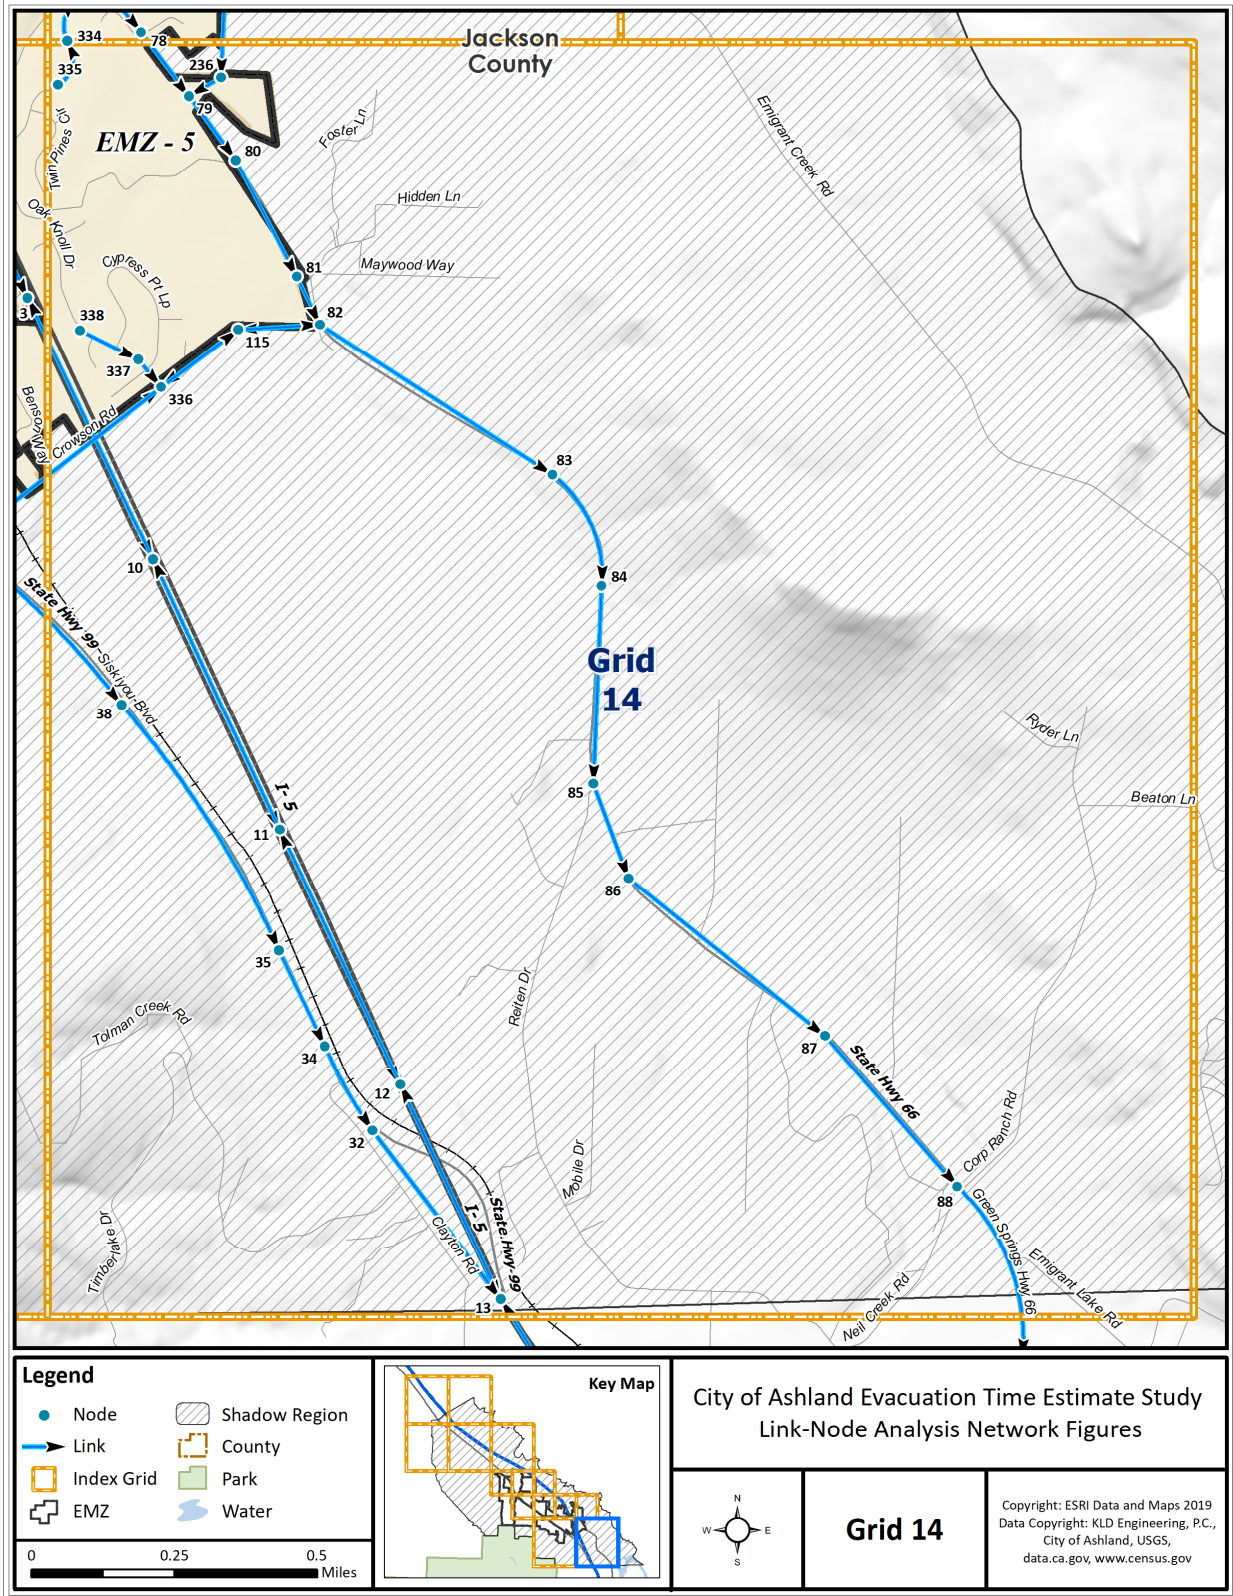 Jackson
County
334
78
335
236
79
Twin Pines Cir
EMZ - 5
80
Foster Ln
Emigrant Creek Rd
Hidden Ln
Oak Knoll Dr
Cypress Pt Lp
81
Maywood Way
3
338
82
115
337
336
Benson Way
Crowson Rd
83
10
84
State Hwy 99
Siskiyou Blvd
38
Grid
14
Ryder Ln
I- 5
85
Beaton Ln
11
86
35
Reiten Dr
Tolman Creek Rd
34
87
State Hwy 66
12
32
Corp Ranch Rd
Mobile Dr
88
Timberlake Dr
Clayton Rd
I- 5
State Hwy 99
Green Springs Hwy 66
Emigrant Lake Rd
Neil Creek Rd
13
Legend
Node
Shadow Region
Link
County
Index Grid
Park
EMZ
Water
0 0.25 0.5
Miles
Key Map
City of Ashland Evacuation Time Estimate Study
Link-Node Analysis Network Figures
N
W E
S
Grid 14
Copyright: ESRI Data and Maps 2019
Data Copyright: KLD Engineering, P.C.,
City of Ashland, USGS,
data.ca.gov, www.census.gov